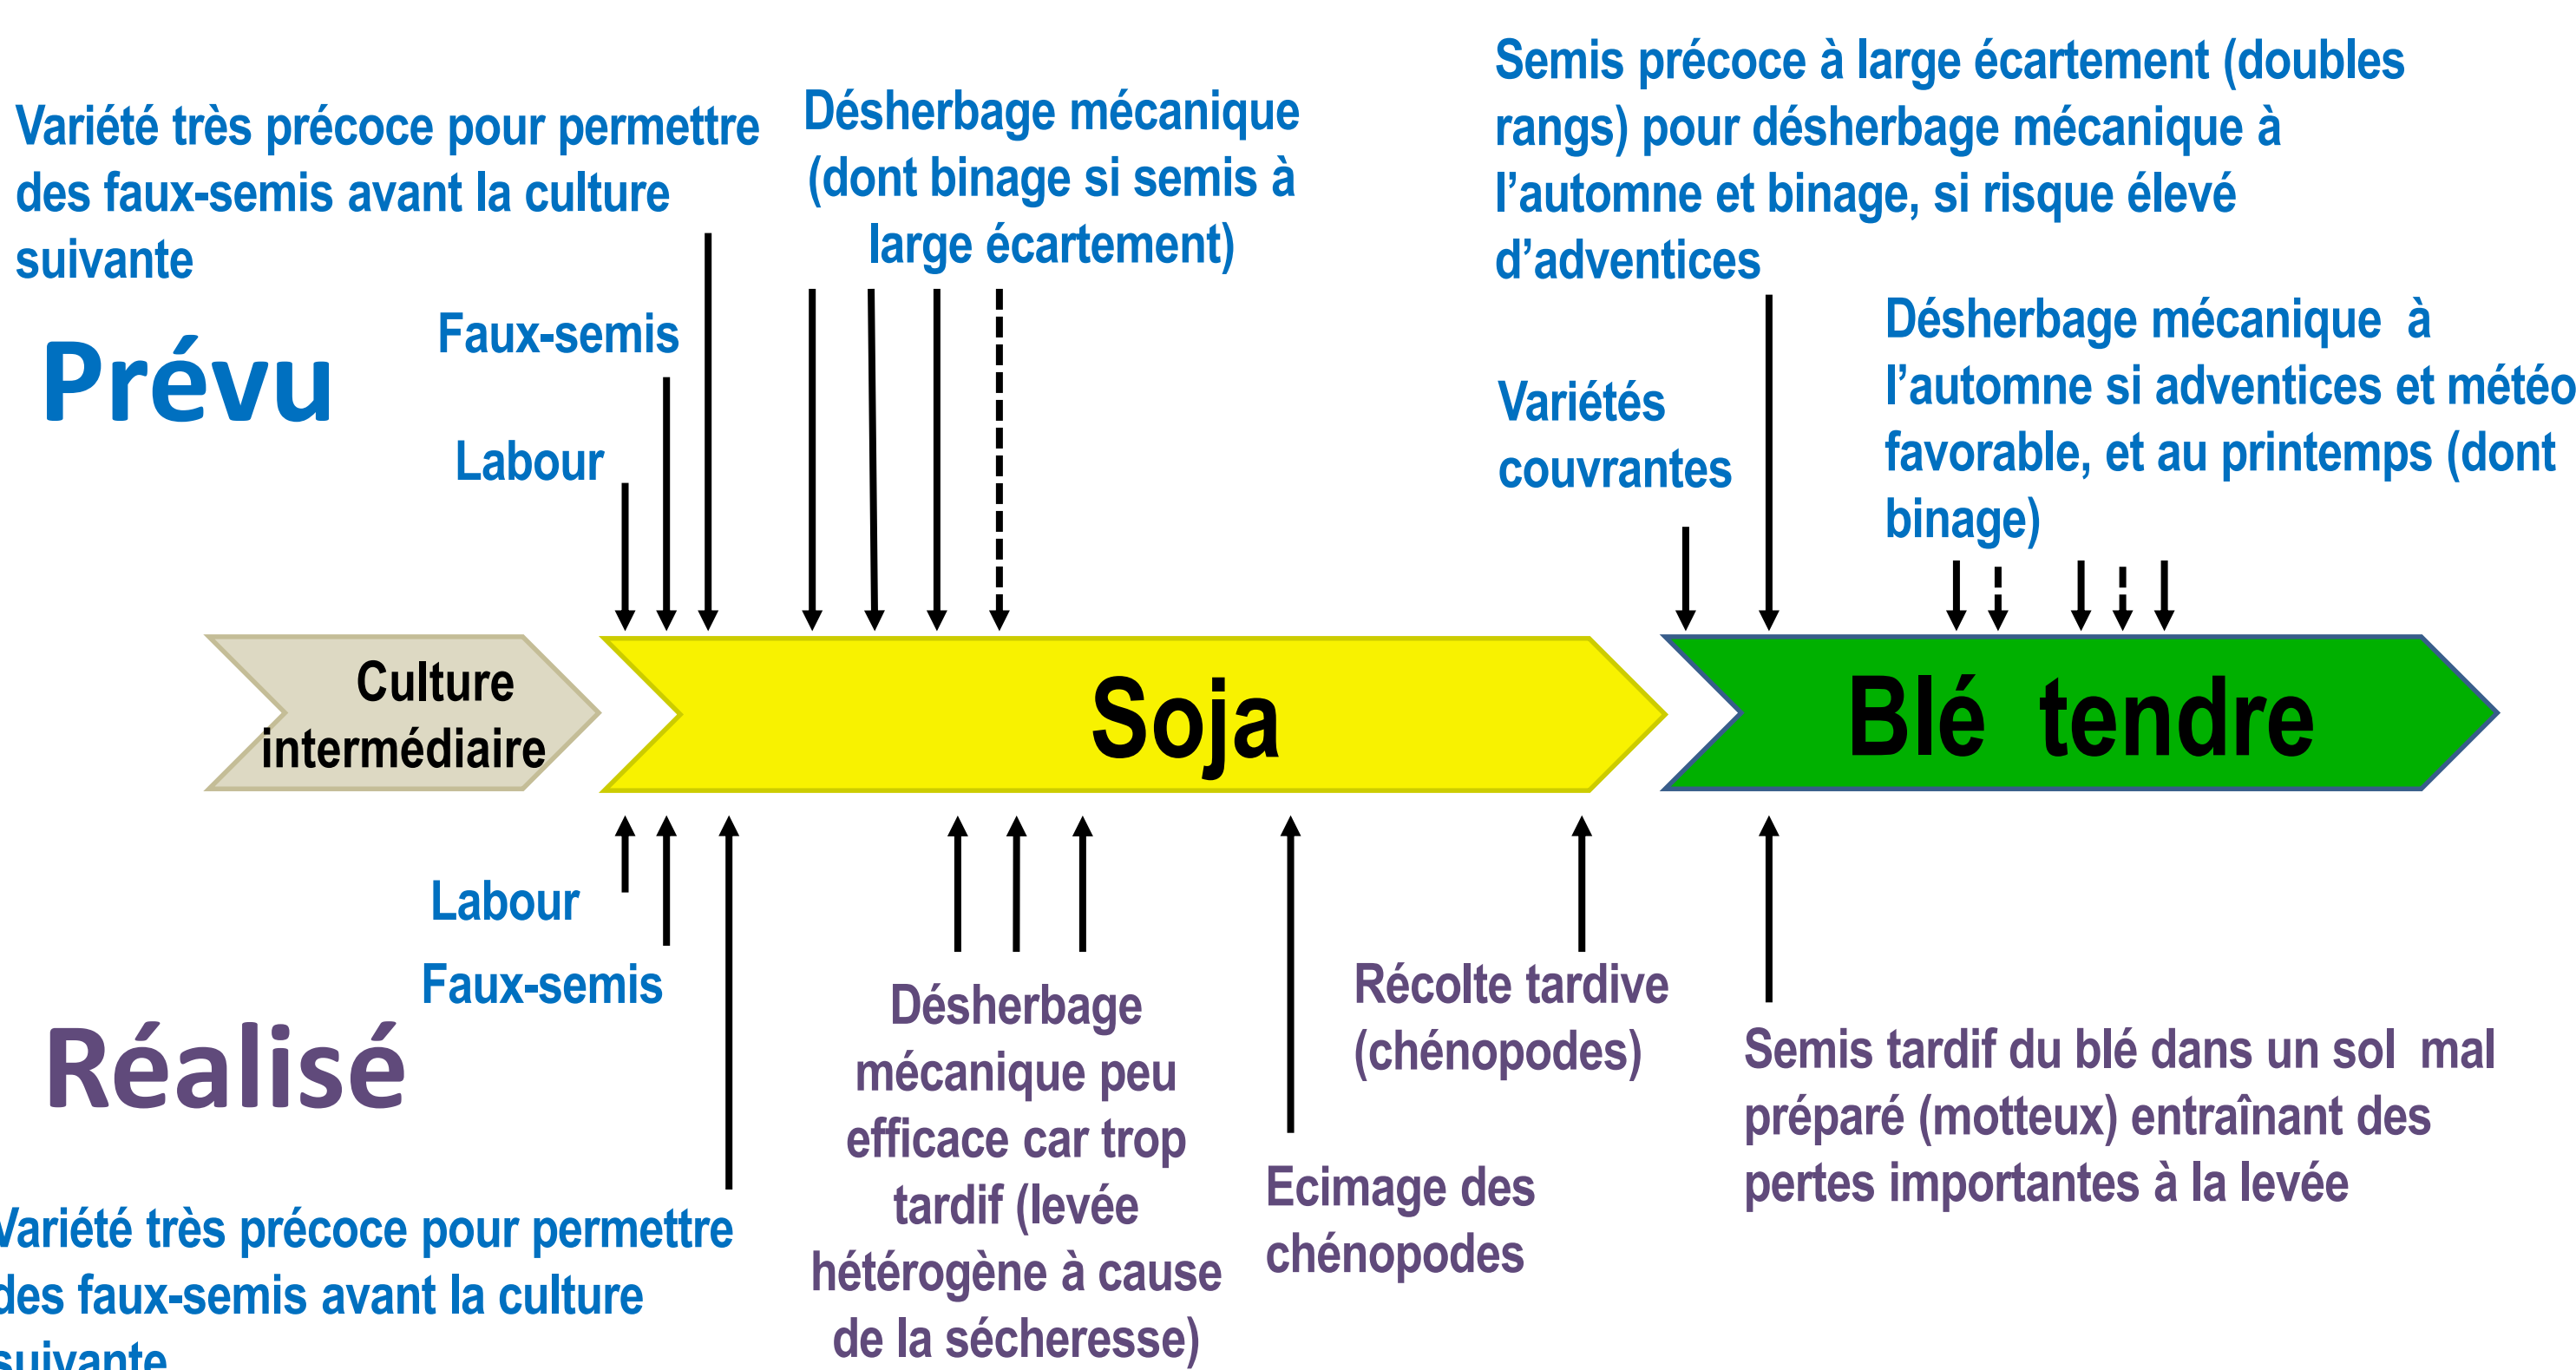 Variété très précoce pour permettre
des faux-semis avant la culture
suivante
Désherbage mécanique
(dont binage si semis à
large écartement)
Semis précoce à large écartement (doubles
rangs) pour désherbage mécanique à
l’automne et binage, si risque élevé
d’adventices
Prévu
Faux-semis
Labour
Variétés
couvrantes
Désherbage mécanique à
l’automne si adventices et météo
favorable, et au printemps (dont
binage)
Culture
intermédiaire
Soja
Blé tendre
Labour
Faux-semis
Réalisé
Variété très précoce pour permettre
des faux-semis avant la culture
suivante
Désherbage
mécanique peu
efficace car trop
tardif (levée
hétérogène à cause
de la sécheresse)
Ecimage des
chénopodes
Récolte tardive
(chénopodes)
Semis tardif du blé dans un sol mal
préparé (motteux) entraînant des
pertes importantes à la levée